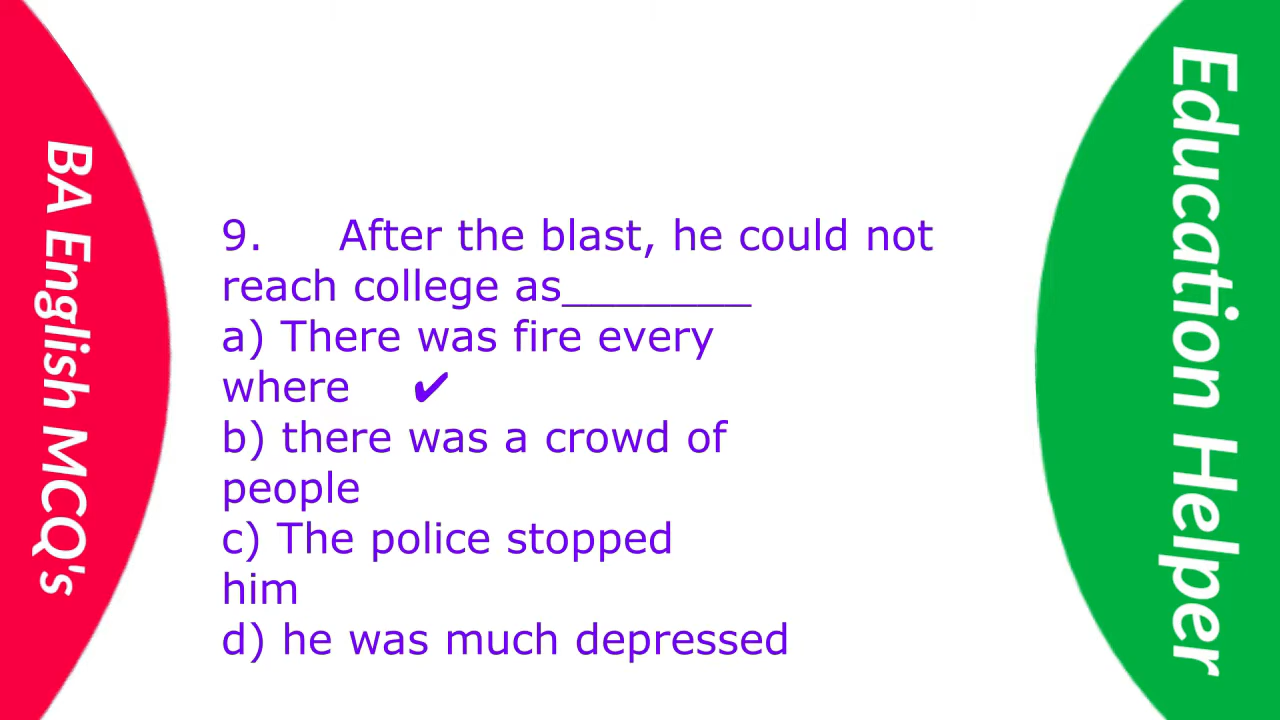 BA English MCQ's
9. After the blast, he could not
reach college as_______
a) There was fire every
where ✔
b) there was a crowd of
people
c) The police stopped
him
d) he was much depressed
Education Helper